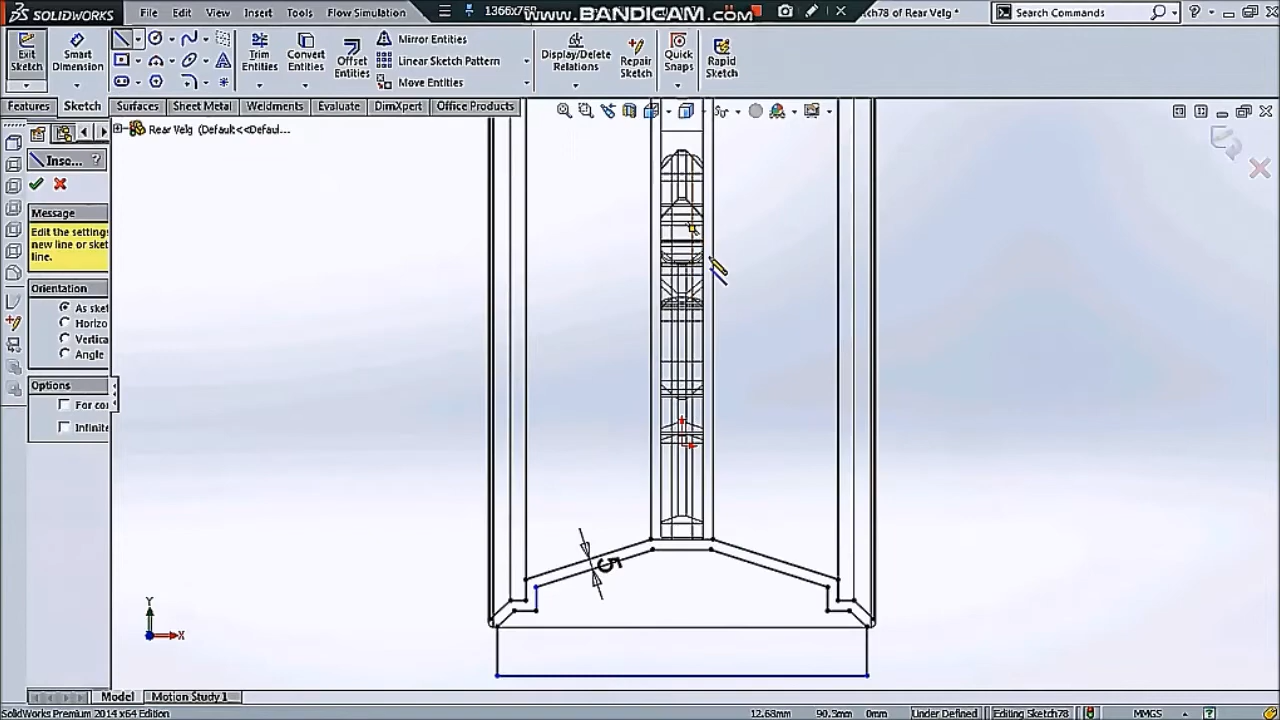 SOLIDWORKS File Edit View Insert Tools Flow Simulation 1366x768 www.BANDICAM.com tch78 of Rear Velg * Search Commands
Exit Sketch
Smart Dimension
Trim Entities
Convert Entities
Offset Entities
Mirror Entities
Linear Sketch Pattern
Move Entities
Display/Delete Relations
Repair Sketch
Quick Snaps
Rapid Sketch
Features Sketch Surfaces Sheet Metal Weldments Evaluate DimXpert Office Products
Rear Velg (Default<<Defaul...
Inse... ?
Message
Edit the settings
new line or sket
line.
Orientation
As sket
Horizo
Vertica
Angle
Options
For co
Infinite
5
Y
X
Model Motion Study 1
SolidWorks Premium 2014 x64 Edition 12.68mm 90.5mm 0mm Under Defined Editing Sketch78 MMGS